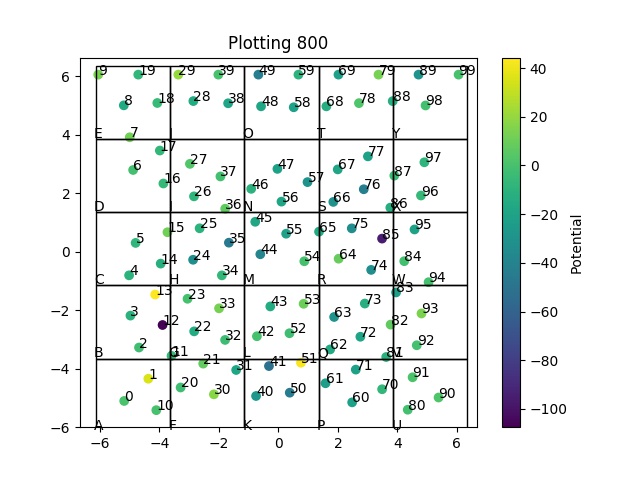 Plotting 800
9 19 29 39 49 59 69 79 89 99
8 18 28 38 48 58 68 78 88 98
E J O T Y
7 17 27 37 47 57 67 77 87 97
6 16 26 36 46 56 66 76 86 96
D I N S X
5 15 25 35 45 55 65 75 85 95
4 14 24 34 44 54 64 74 84 94
C H M R W
3 13 23 33 43 53 63 73 83 93
2 12 22 32 42 52 62 72 82 92
B G L Q V
1 11 21 31 41 51 61 71 81 91
0 10 20 30 40 50 60 70 80 90
A F K P U
6
4
2
0
−2
−4
−6
−6 −4 −2 0 2 4 6
40
20
0
−20
−40
−60
−80
−100
Potential